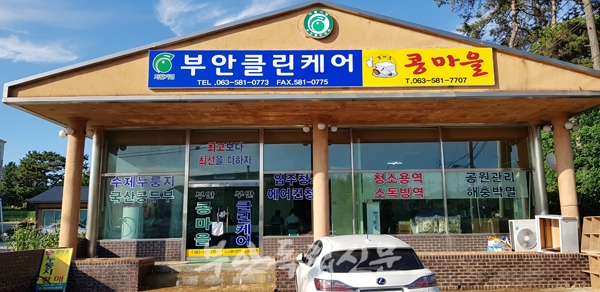 부안클린케어
TEL.063-581-0773 FAX.581-0775
콩마을
T.063-581-7707
최고보다
최선을 다하자
수제누룽지
국산콩두부
입주청소
에어컨청
청소용역
소독방역
공원관리
해충박멸
부안
콩마을
부안
클린케어